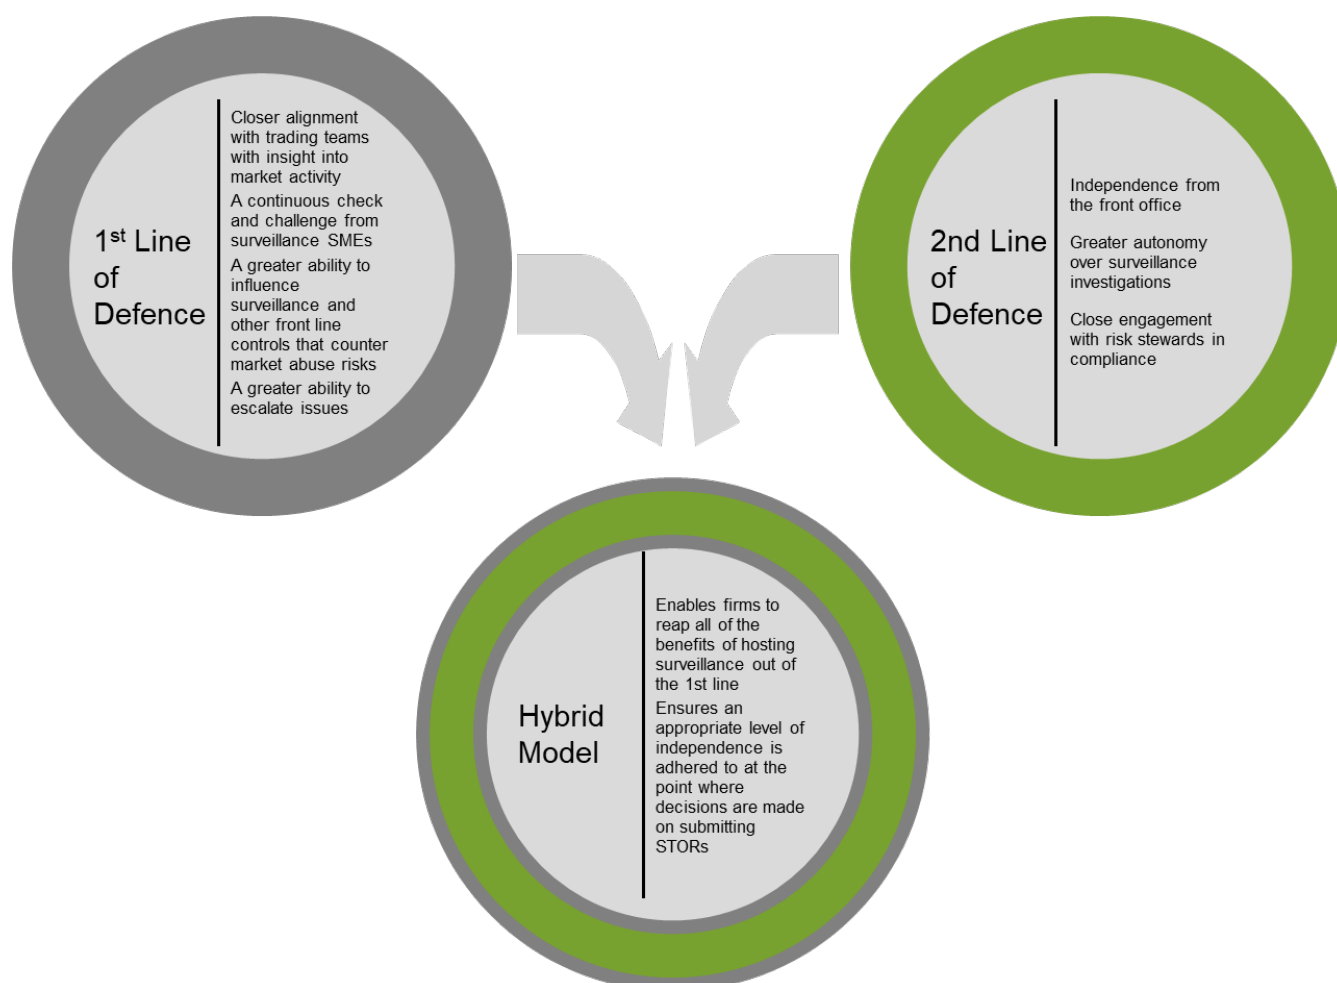 1st Line
of
Defence
Closer alignment
with trading teams
with insight into
market activity
A continuous check
and challenge from
surveillance SMEs
A greater ability to
influence
surveillance and
other front line
controls that counter
market abuse risks
A greater ability to
escalate issues
2nd Line
of
Defence
Independence from
the front office
Greater autonomy
over surveillance
investigations
Close engagement
with risk stewards in
compliance
Hybrid
Model
Enables firms to
reap all of the
benefits of hosting
surveillance out of
the 1st line
Ensures an
appropriate level of
independence is
adhered to at the
point where
decisions are made
on submitting
STORs